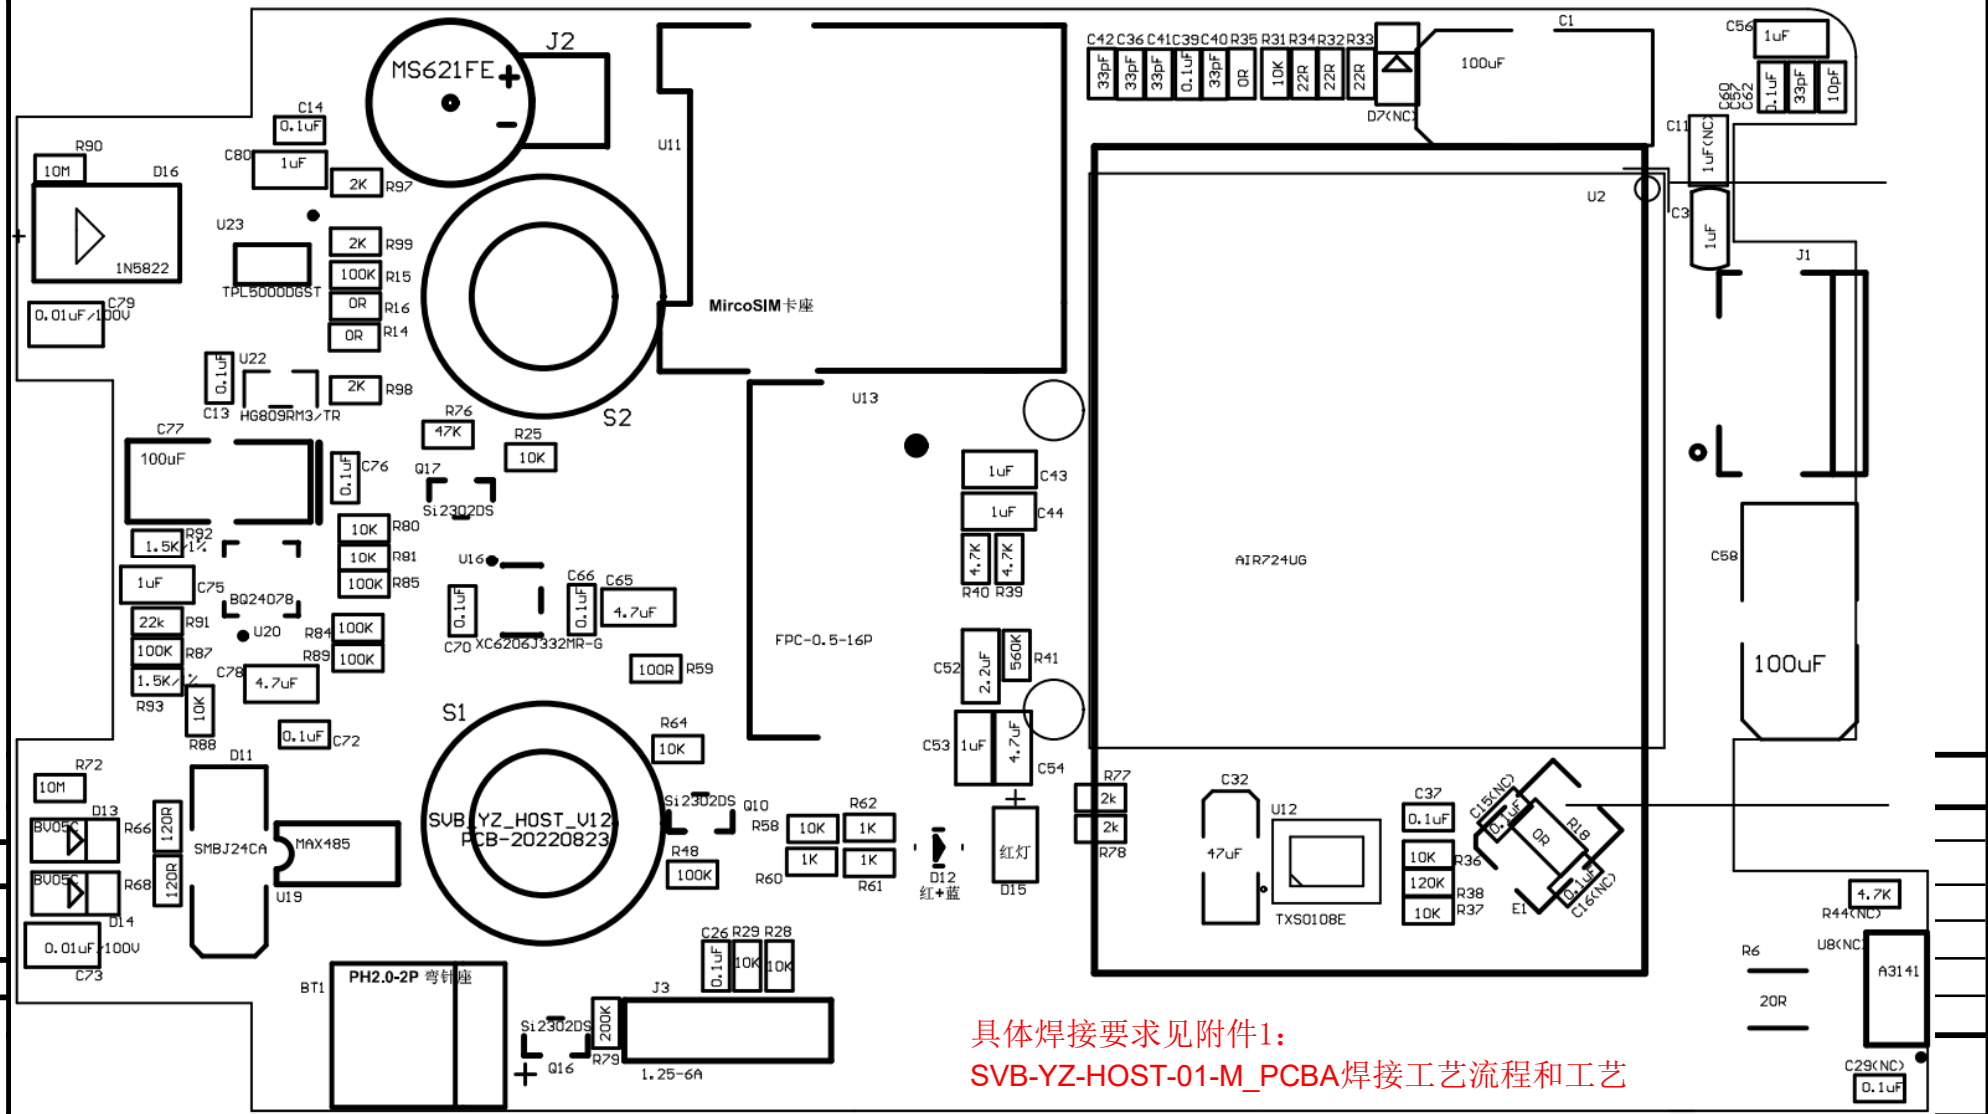 J2
MS621FE
+
-
C14
0.1uF
C80
1uF
R90
10M
D16
1N5822
+
R97
2K
U23
TPL5000DGST
R99
2K
R15
100K
R16
0R
R14
0R
C79
0.01uF/100V
U22
HG809RM3/TR
C13
0.1uF
R98
2K
S2
U11
MircoSIM卡座
C42 C36 C41 C39 C40 R35 R31 R34 R32 R33
33pF 33pF 33pF 0.1uF 33pF 0R 10K 22R 22R 22R
D7(NC)
C1
100uF
C56
1uF
C60
C57
C62
0.1uF 33pF 10pF
C11
1uF(NC)
U2
C3
1uF
J1
C77
100uF
C76
0.1uF
R76
47K
R25
10K
Q17
Si2302DS
U13
FPC-0.5-16P
C43
1uF
C44
1uF
R40 R39
4.7K 4.7K
AIR724UG
C58
100uF
R92
1.5K/1%
R80
10K
R81
10K
R85
100K
C75
1uF
BQ24078
U20
R91
22k
R87
100K
R93
R88
10K
R84
100K
R89
100K
C78
4.7uF
C72
0.1uF
U16
XC6206J332MR-G
C70
0.1uF
C66
0.1uF
C65
4.7uF
R59
100R
C52
2.2uF
R41
560K
C53
1uF
C54
4.7uF
S1
SVB_YZ_HOST_V12
PCB-20220823
R64
10K
R72
10M
D11
SMBJ24CA
D13
BV05C
D14
BV05C
R66
120R
R68
120R
MAX485
U19
C73
0.01uF/100V
Si2302DS
Q10
R48
100K
R58
10K
R60
1K
R62
1K
R61
1K
D12
红+蓝
+
红灯
D15
R77
2k
R78
2k
C32
47uF
U12
TXS0108E
C37
0.1uF
R36
10K
R38
120K
R37
10K
C15(NC)
0.1uF
R18
0R
C16(NC)
0.1uF
E1
4.7K
R44(NC)
U8(NC)
A3141
R6
20R
C29(NC)
0.1uF
BT1
PH2.0-2P 弯针座
+
Si2302DS
Q16
R79
200K
C26 R29 R28
0.1uF 10K 10K
J3
1.25-6A
具体焊接要求见附件1：
SVB-YZ-HOST-01-M_PCBA焊接工艺流程和工艺